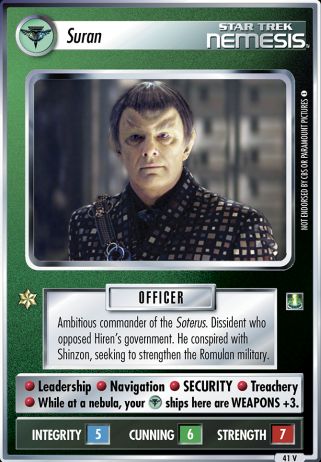 Suran
STAR TREK
NEMESIS™
NOT ENDORSED BY CBS OR PARAMOUNT PICTURES
OFFICER
Ambitious commander of the Soterus. Dissident who
opposed Hiren's government. He conspired with
Shinzon, seeking to strengthen the Romulan military.
Leadership Navigation SECURITY Treachery
While at a nebula, your ships here are WEAPONS +3.
INTEGRITY 5 CUNNING 6 STRENGTH 7
41 V